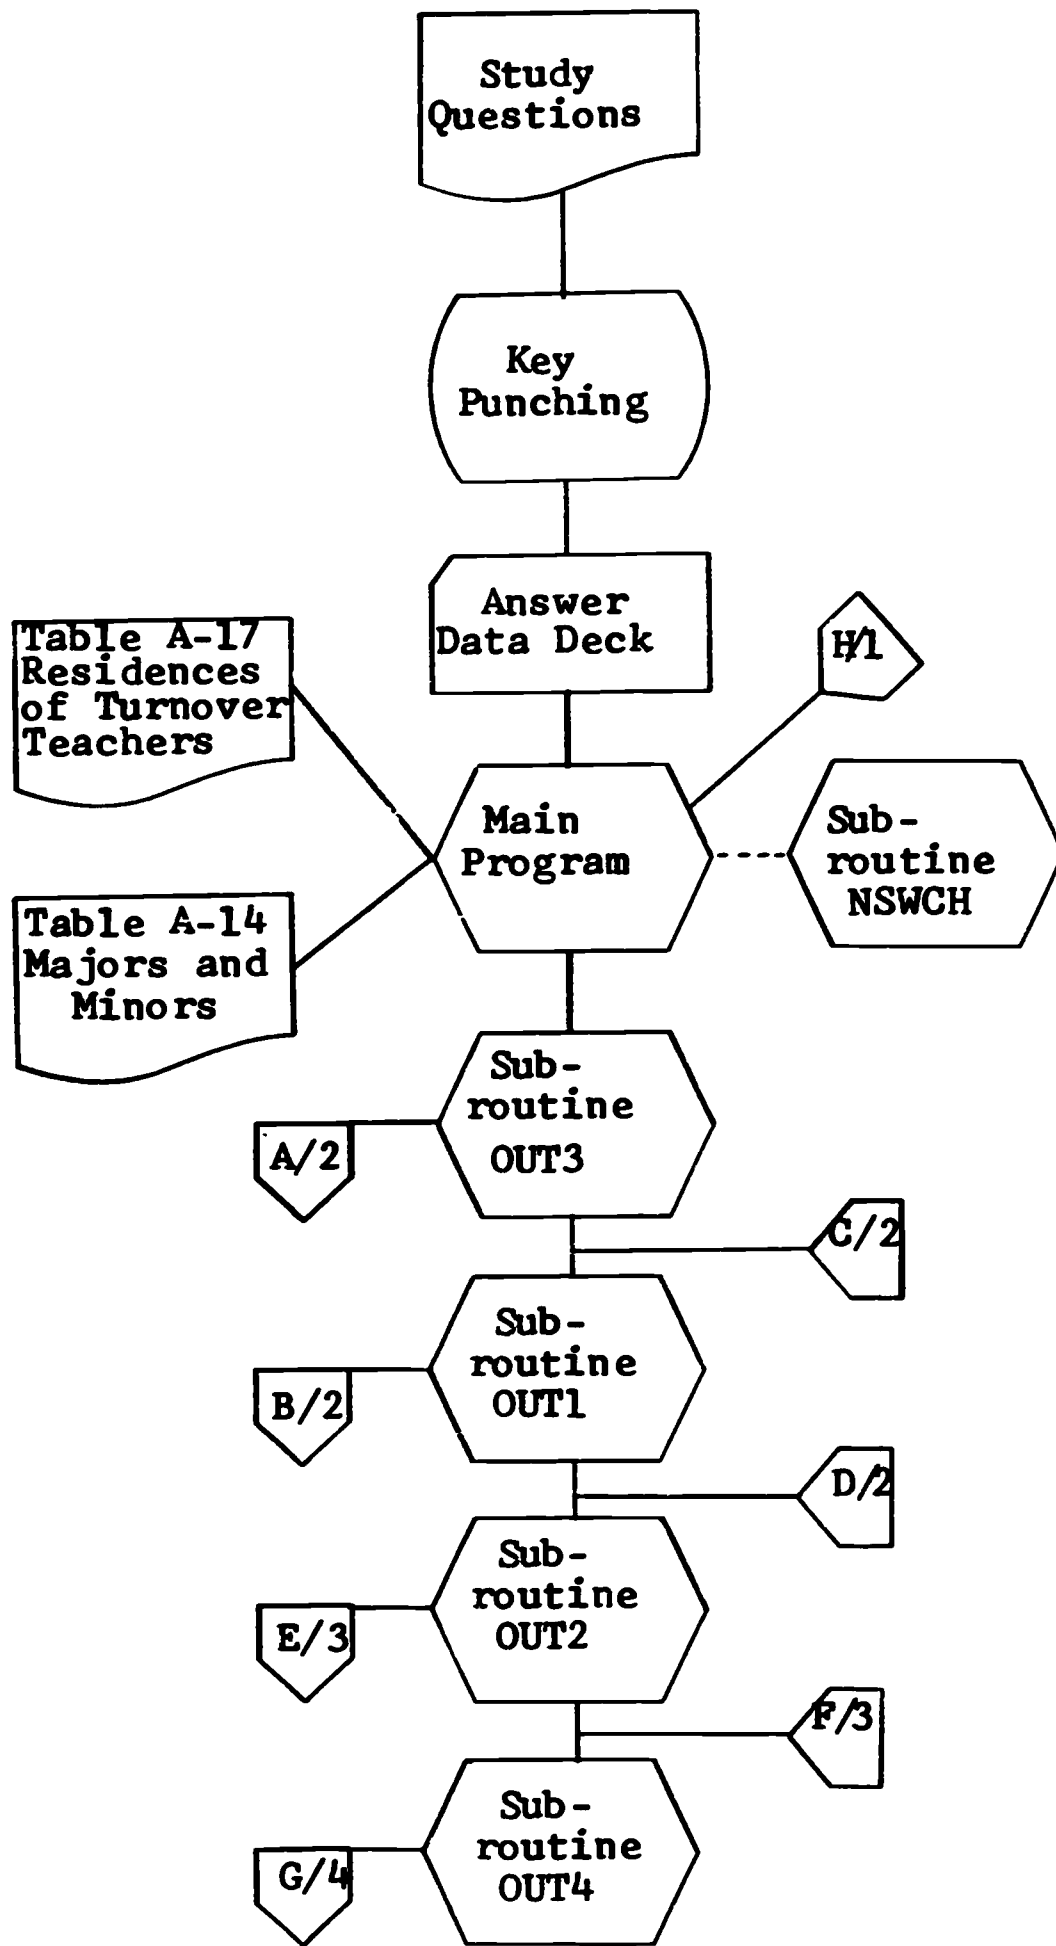 Study
Questions
Key
Punching
Answer
Data Deck
Table A-17
Residences
of Turnover
Teachers
H/1
Main
Program
Sub-
routine
NSWCH
Table A-14
Majors and
Minors
Sub-
routine
OUT3
A/2
C/2
Sub-
routine
OUT1
B/2
D/2
Sub-
routine
OUT2
E/3
F/3
Sub-
routine
OUT4
G/4